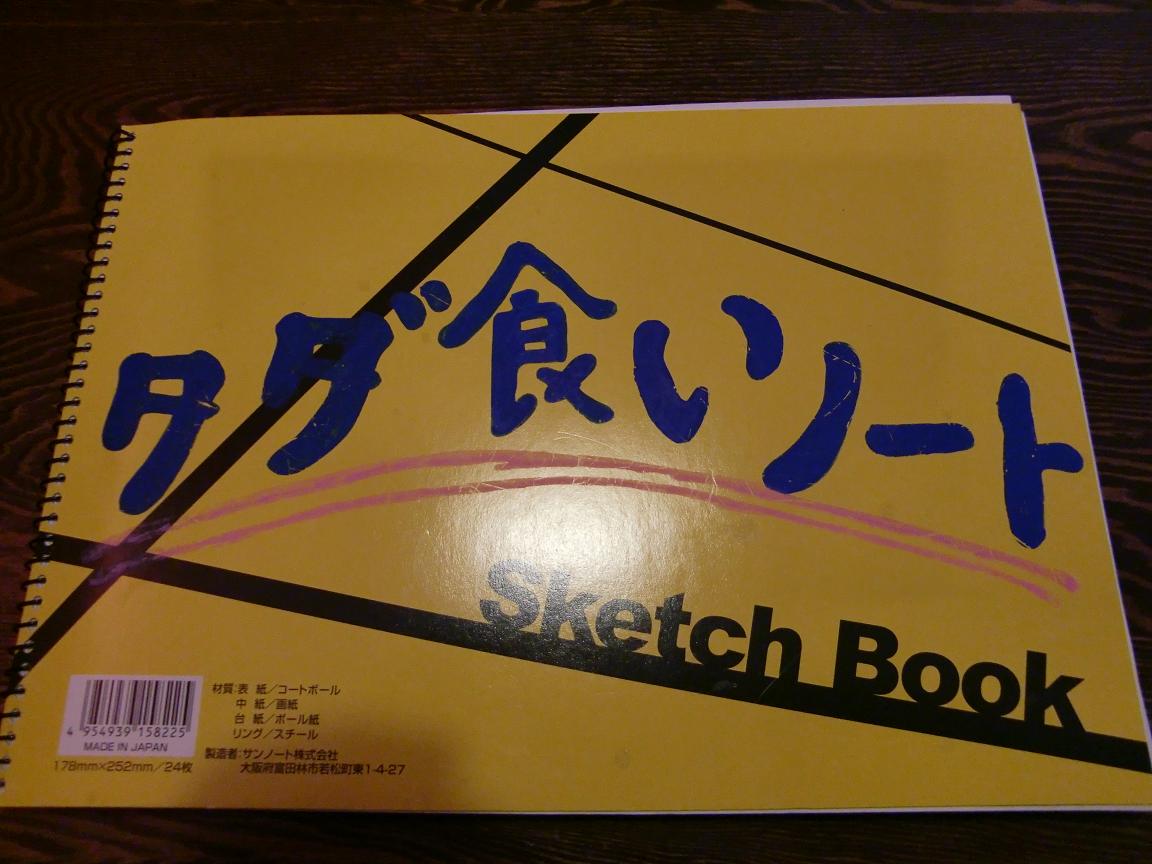 タダ食いノート
Sketch Book
材質:表 紙/コートボール
中 紙/画紙
台 紙/ボール紙
リング/スチール
製造者:サンノート株式会社
大阪府富田林市若松町東1-4-27
4 954939 158225
MADE IN JAPAN
178mm×252mm/24枚